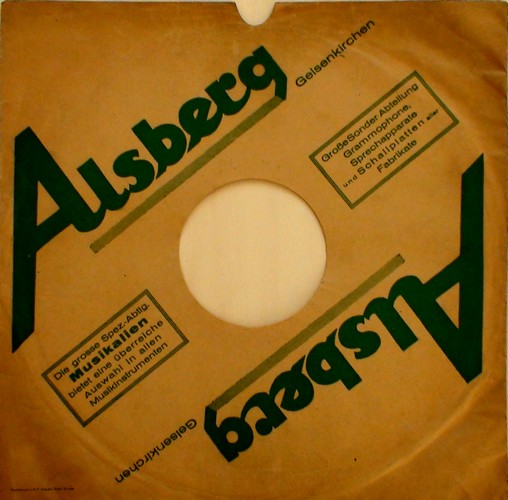 Alsberg
Gelsenkirchen
Große Sonder Abteilung
Grammophone,
Sprechapparate
und Schallplatten aller
Fabrikate
Die grosse Spez.-Abtlg.
Musikalien
bietet eine überreiche
Auswahl in allen
Musikinstrumenten
Alsberg
Gelsenkirchen